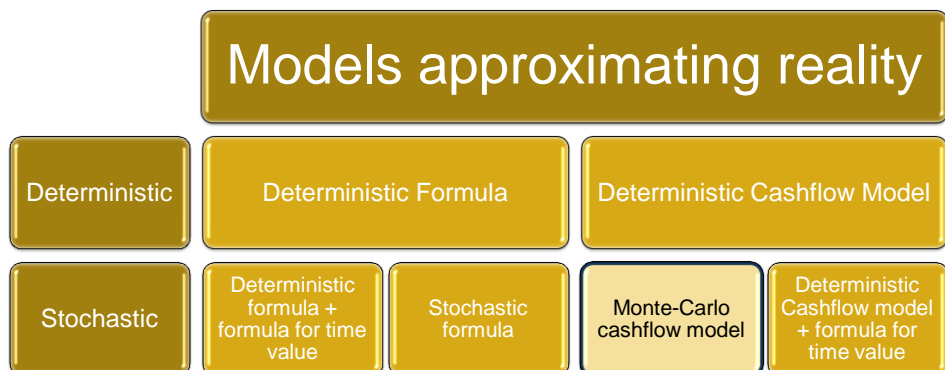 Models approximating reality
Deterministic
Deterministic Formula
Deterministic Cashflow Model
Stochastic
Deterministic
formula +
formula for time
value
Stochastic
formula
Monte-Carlo
cashflow model
Deterministic
Cashflow model
+ formula for
time value